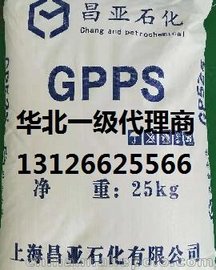 昌亚石化
Chang and petrochemical
GPPS
华北一级代理商
13126625566
净 重:25kg
上海昌亚石化有限公司